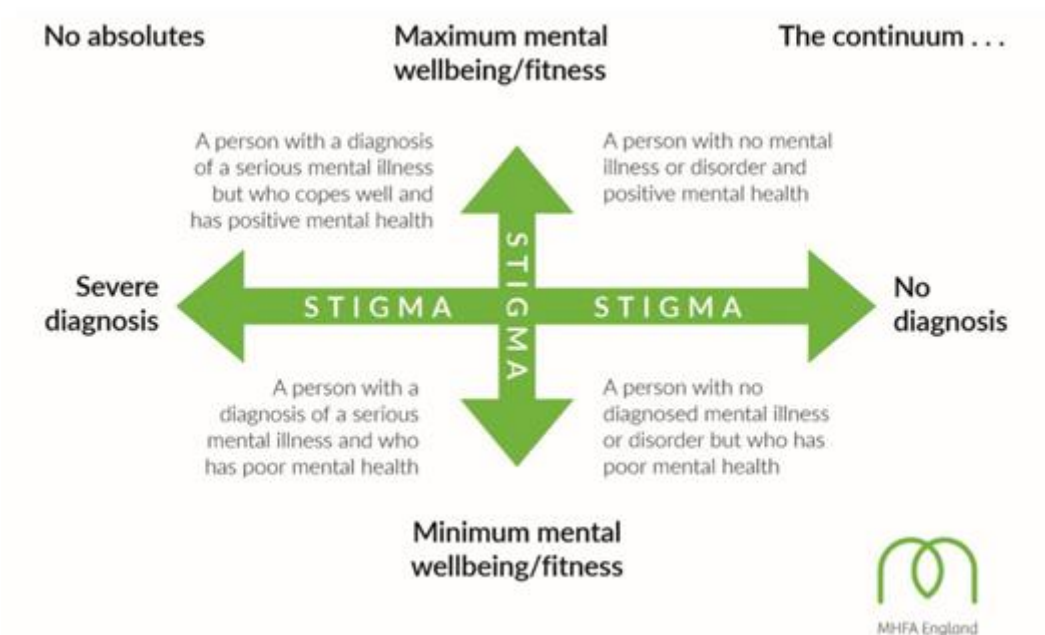 No absolutes
Maximum mental
wellbeing/fitness
The continuum . . .
A person with a diagnosis
of a serious mental illness
but who copes well and
has positive mental health
A person with no mental
illness or disorder and
positive mental health
STIGMA
Severe
diagnosis
STIGMA
STIGMA
No
diagnosis
A person with a
diagnosis of a serious
mental illness and who
has poor mental health
A person with no
diagnosed mental illness
or disorder but who has
poor mental health
Minimum mental
wellbeing/fitness
MHFA England